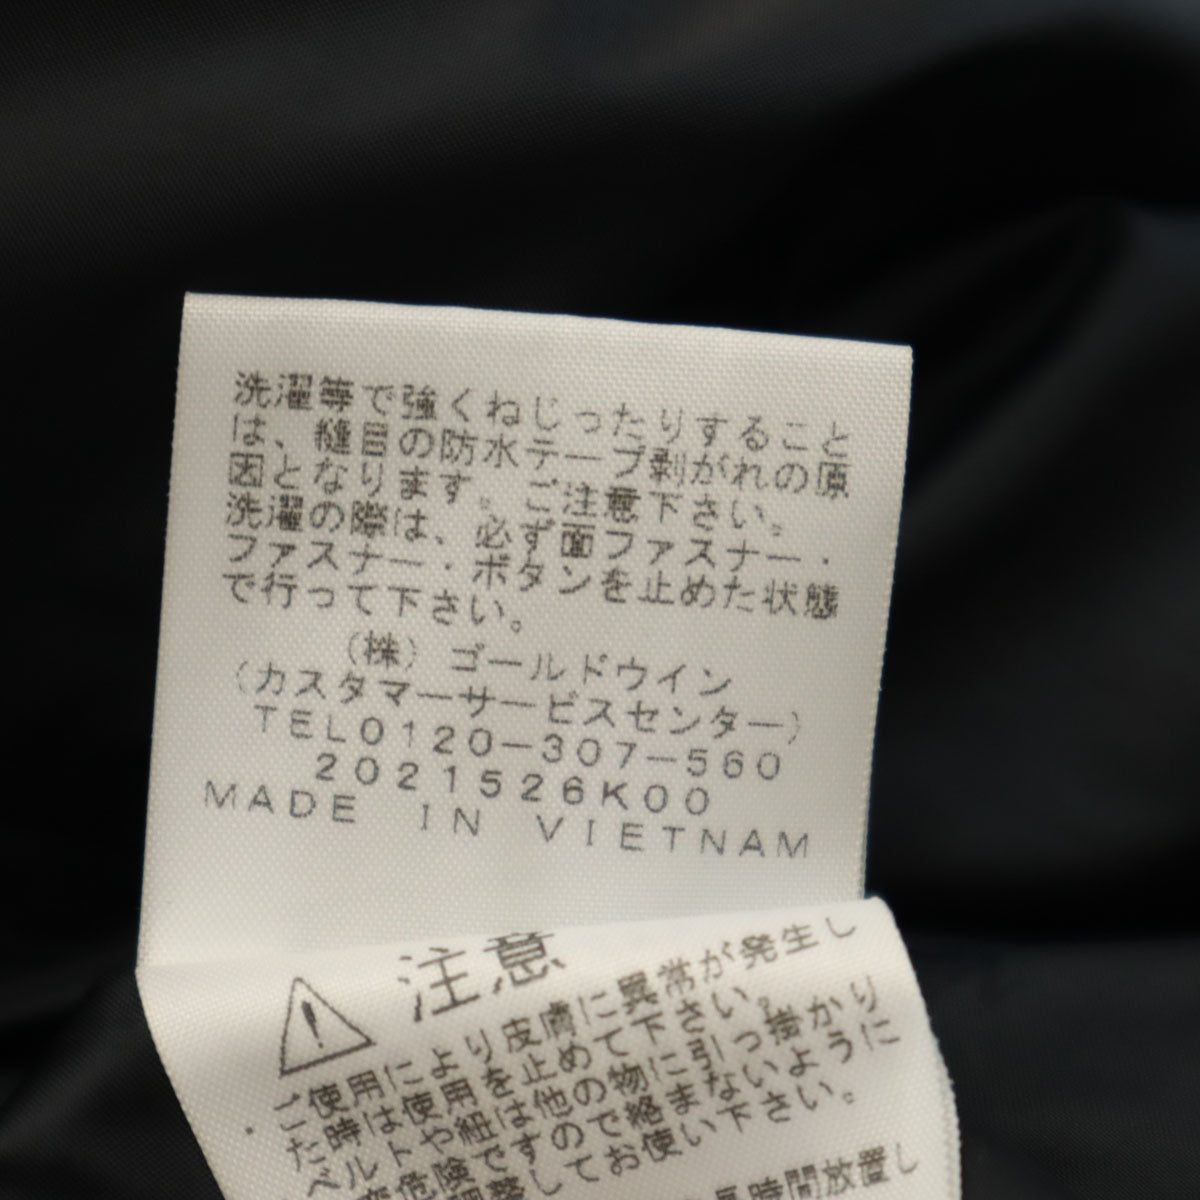 洗濯等で強くねじったりすること
は、縫目の防水テープ剥がれの原
因となります。ご注意下さい。
洗濯の際は、必ず面ファスナー・
ファスナー・ボタンを止めた状態
で行って下さい。
(株)ゴールドウイン
(カスタマーサービスセンター)
TEL0120-307-560
2021526K00
MADE IN VIETNAM
注意
ご使用により皮膚に異常が発生し
た時は使用を止めて下さい。
ベルトや紐は他の物に引っ掛かり
危険ですので絡まないように
調整してお使い下さい。
長時間放置し